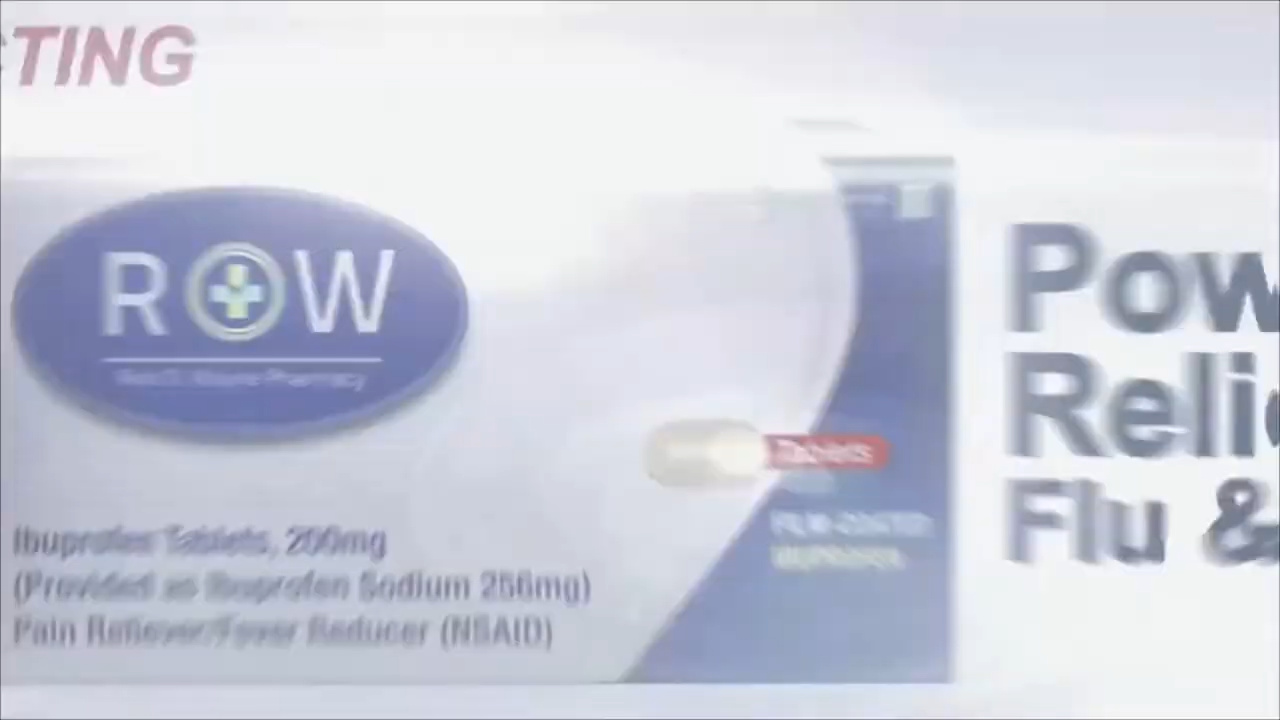 TING
ROW
Ibuprofen Tablets, 200mg
(Provided as Ibuprofen Sodium 256mg)
Pain Reliever/Fever Reducer (NSAID)
Tablets
Pow
Reli
Flu &